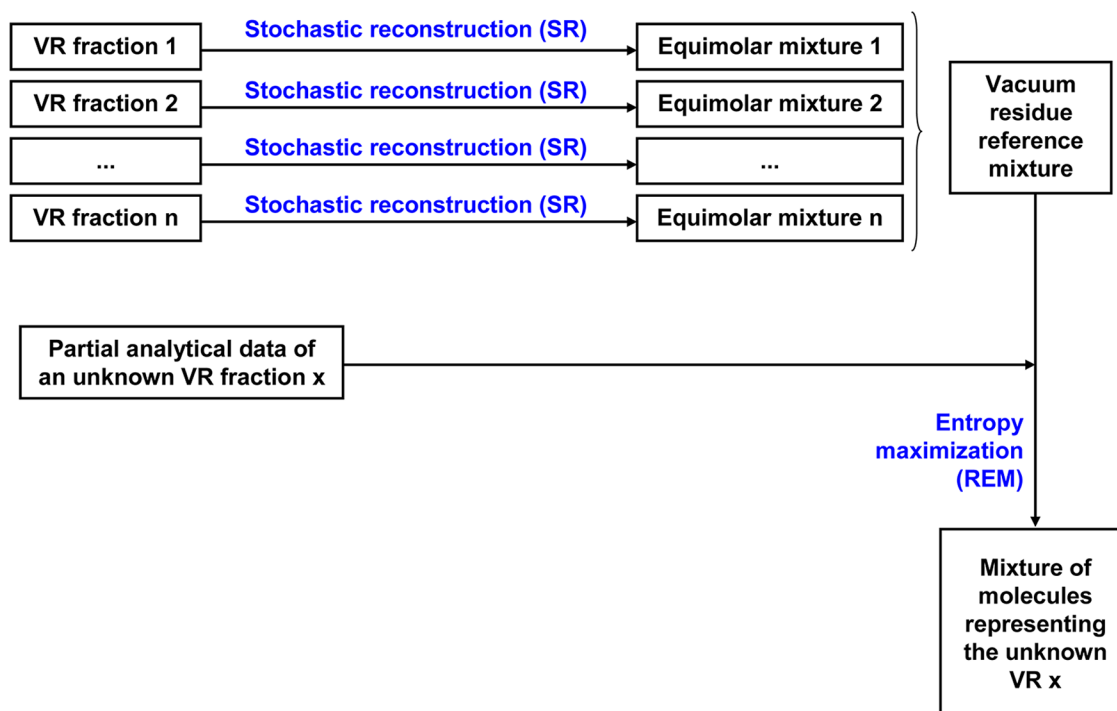 VR fraction 1
Stochastic reconstruction (SR)
Equimolar mixture 1
VR fraction 2
Stochastic reconstruction (SR)
Equimolar mixture 2
...
Stochastic reconstruction (SR)
...
VR fraction n
Stochastic reconstruction (SR)
Equimolar mixture n
Vacuum
residue
reference
mixture
Partial analytical data of
an unknown VR fraction x
Entropy
maximization
(REM)
Mixture of
molecules
representing
the unknown
VR x